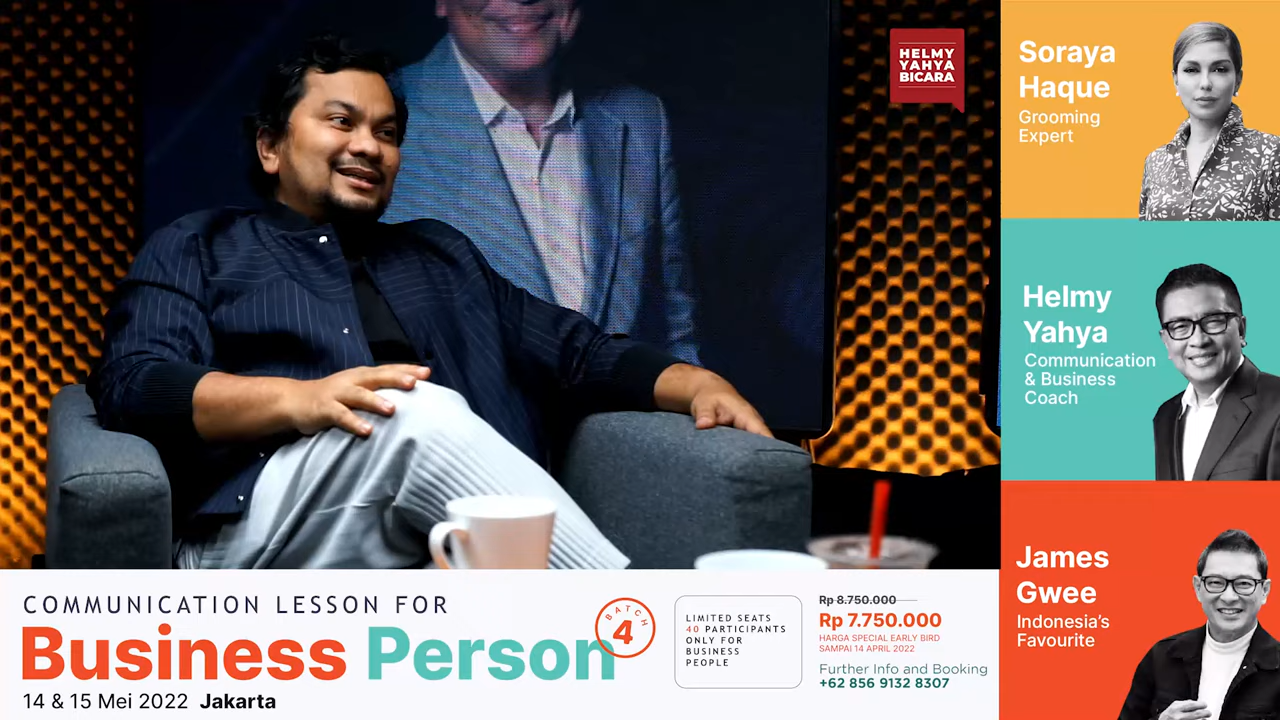 HELMY
YAHYA
BICARA
Soraya
Haque
Grooming
Expert
Helmy
Yahya
Communication
& Business
Coach
James
Gwee
Indonesia's
Favourite
COMMUNICATION LESSON FOR
Business Person
14 & 15 Mei 2022 Jakarta
BATCH
4
LIMITED SEATS
40 PARTICIPANTS
ONLY FOR
BUSINESS
PEOPLE
Rp 8.750.000
Rp 7.750.000
HARGA SPECIAL EARLY BIRD
SAMPAI 14 APRIL 2022
Further Info and Booking
+62 856 9132 8307